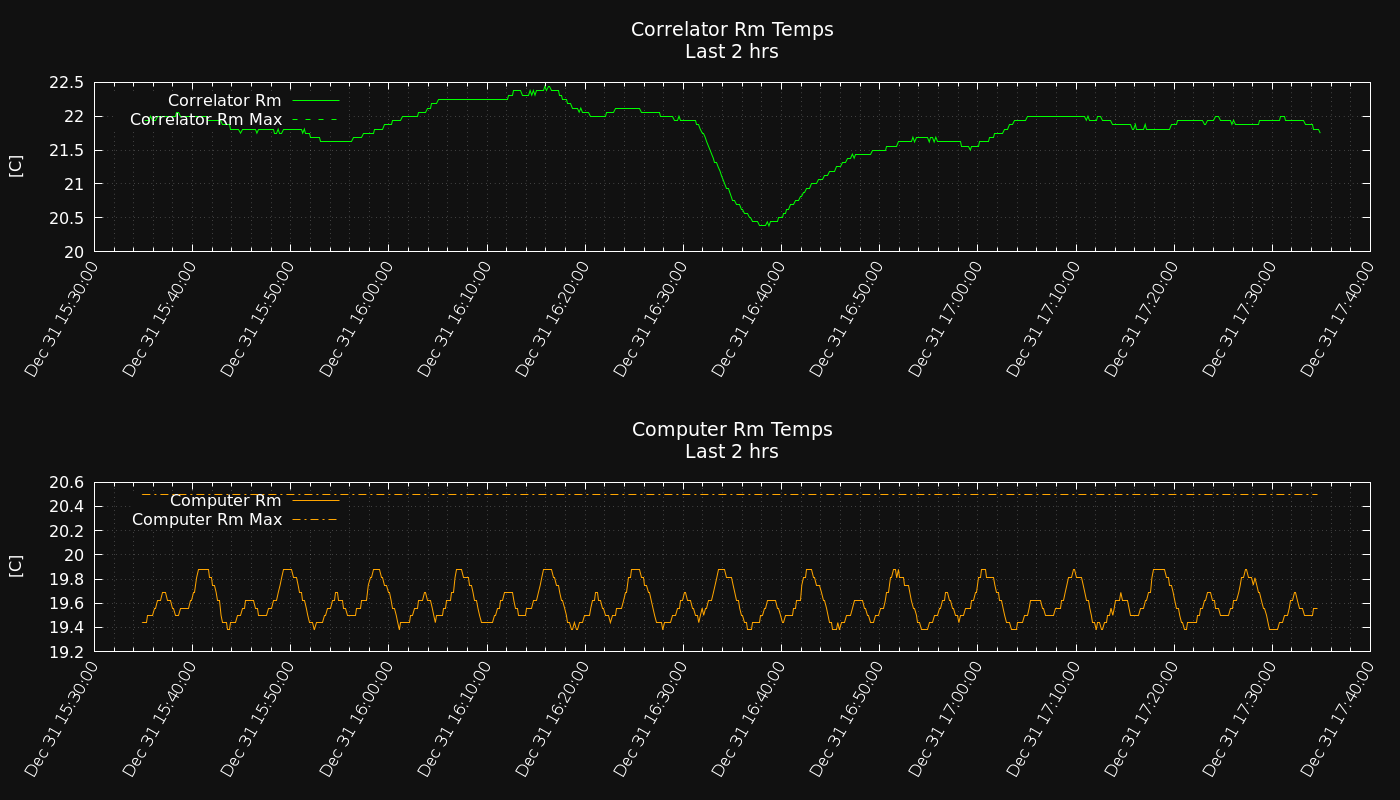 Correlator Rm Temps
Last 2 hrs
22.5
22
21.5
21
20.5
20
[C]
Correlator Rm
Correlator Rm Max
Dec 31 15:30:00
Dec 31 15:40:00
Dec 31 15:50:00
Dec 31 16:00:00
Dec 31 16:10:00
Dec 31 16:20:00
Dec 31 16:30:00
Dec 31 16:40:00
Dec 31 16:50:00
Dec 31 17:00:00
Dec 31 17:10:00
Dec 31 17:20:00
Dec 31 17:30:00
Dec 31 17:40:00
Computer Rm Temps
Last 2 hrs
20.6
20.4
20.2
20
19.8
19.6
19.4
19.2
[C]
Computer Rm
Computer Rm Max
Dec 31 15:30:00
Dec 31 15:40:00
Dec 31 15:50:00
Dec 31 16:00:00
Dec 31 16:10:00
Dec 31 16:20:00
Dec 31 16:30:00
Dec 31 16:40:00
Dec 31 16:50:00
Dec 31 17:00:00
Dec 31 17:10:00
Dec 31 17:20:00
Dec 31 17:30:00
Dec 31 17:40:00